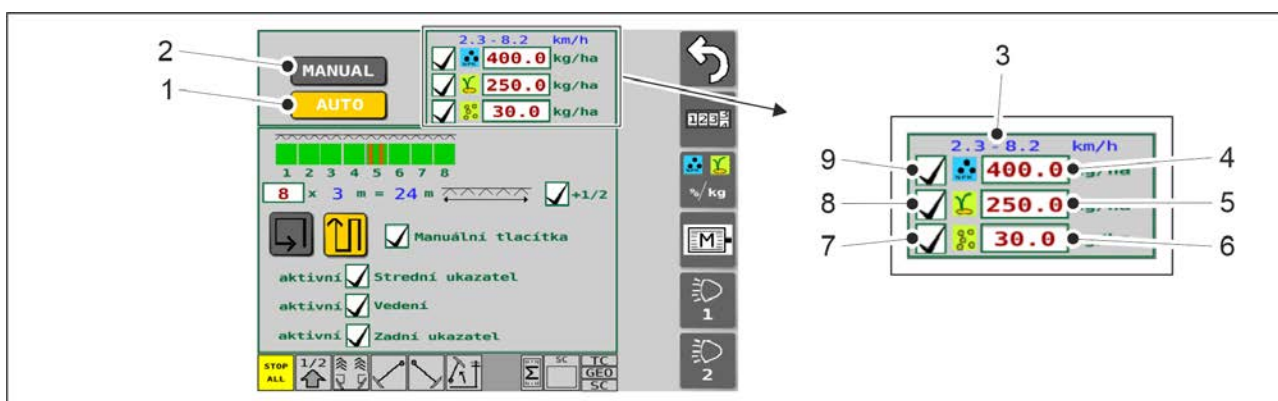 2
MANUAL
1
AUTO
2.3 - 8.2 km/h
400.0 kg/ha
250.0 kg/ha
30.0 kg/ha
1 2 3 4 5 6 7 8
8 x 3 m = 24 m +1/2
Manuální tlacítka
aktivní Strední ukazatel
aktivní Vedení
aktivní Zadní ukazatel
STOP ALL
1/2
Σ
SC
TC
GEO
SC
123
%/kg
M
1
2
3
2.3 - 8.2 km/h
9
400.0
4
8
250.0
5
7
30.0
6